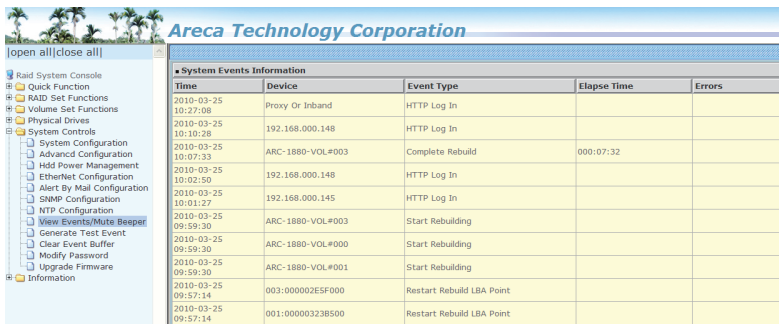 Areca Technology Corporation
|open all|close all|
Raid System Console
Quick Function
RAID Set Functions
Volume Set Functions
Physical Drives
System Controls
System Configuration
Advancd Configuration
Hdd Power Management
EtherNet Configuration
Alert By Mail Configuration
SNMP Configuration
NTP Configuration
View Events/Mute Beeper
Generate Test Event
Clear Event Buffer
Modify Password
Upgrade Firmware
Information
System Events Information
Time Device Event Type Elapse Time Errors
2010-03-25 10:27:08 Proxy Or Inband HTTP Log In
2010-03-25 10:10:28 192.168.000.148 HTTP Log In
2010-03-25 10:07:33 ARC-1880-VOL#003 Complete Rebuild 000:07:32
2010-03-25 10:02:50 192.168.000.148 HTTP Log In
2010-03-25 10:01:27 192.168.000.145 HTTP Log In
2010-03-25 09:59:30 ARC-1880-VOL#003 Start Rebuilding
2010-03-25 09:59:30 ARC-1880-VOL#000 Start Rebuilding
2010-03-25 09:59:30 ARC-1880-VOL#001 Start Rebuilding
2010-03-25 09:57:14 003:000002E5F000 Restart Rebuild LBA Point
2010-03-25 09:57:14 001:00000323B500 Restart Rebuild LBA Point